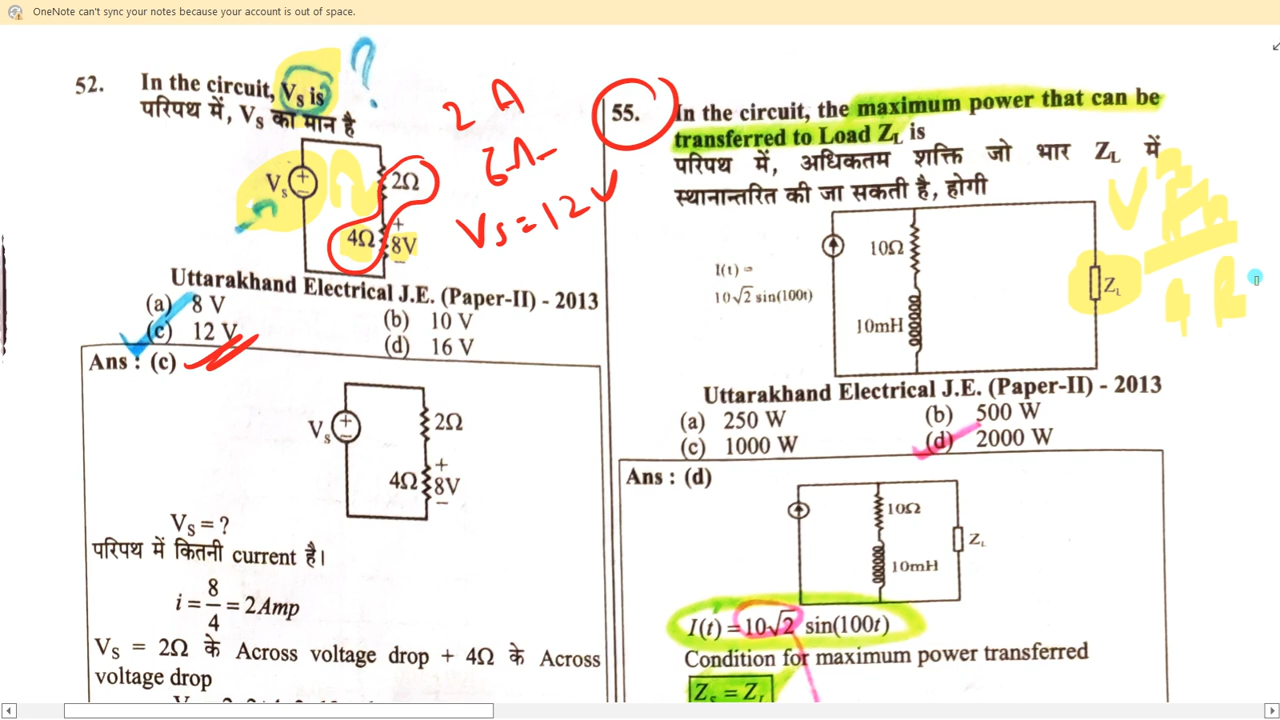 OneNote can't sync your notes because your account is out of space.
52. In the circuit, Vs is
परिपथ में, Vs का मान है
?
2 A
6Ω
Vs = 12 V
Vs
+
−
2Ω
4Ω
+
8V
−
Uttarakhand Electrical J.E. (Paper-II) - 2013
(a) 8 V
(b) 10 V
(c) 12 V
(d) 16 V
Ans : (c)
Vs
+
−
2Ω
4Ω
+
8V
−
Vs = ?
परिपथ में कितनी current है।
i = 8/4 = 2Amp
Vs = 2Ω के Across voltage drop + 4Ω के Across
voltage drop
55. In the circuit, the maximum power that can be
transferred to Load ZL is
परिपथ में, अधिकतम शक्ति जो भार ZL में
स्थानान्तरित की जा सकती है, होगी
I(t) =
10√2 sin(100t)
10Ω
10mH
ZL
4R
Uttarakhand Electrical J.E. (Paper-II) - 2013
(a) 250 W
(b) 500 W
(c) 1000 W
(d) 2000 W
Ans : (d)
10Ω
10mH
ZL
I(t) = 10√2 sin(100t)
Condition for maximum power transferred
Zs = ZL